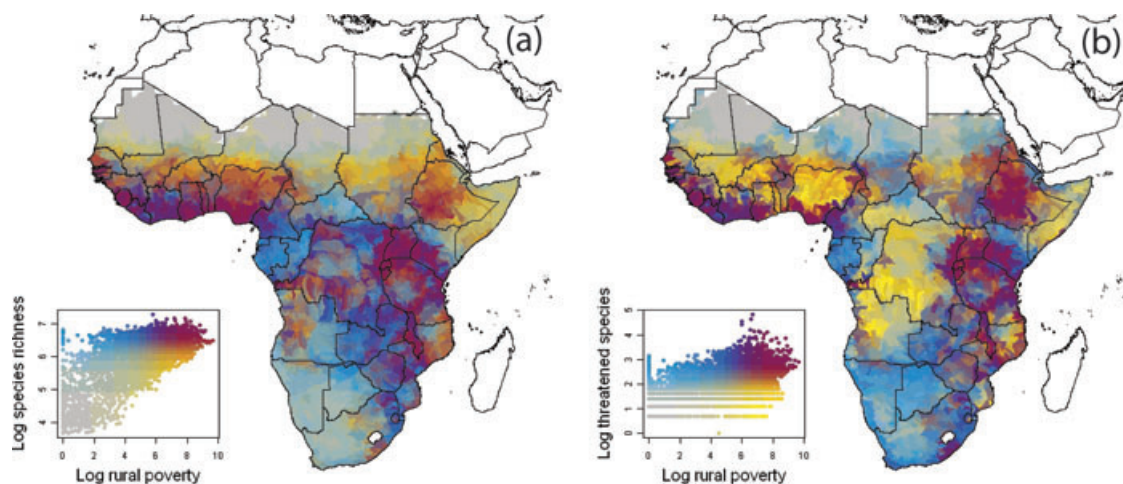 (a)
Log species richness
7
6
5
4
0 2 4 6 8 10
Log rural poverty
(b)
Log threatened species
5
4
3
2
1
0
0 2 4 6 8 10
Log rural poverty